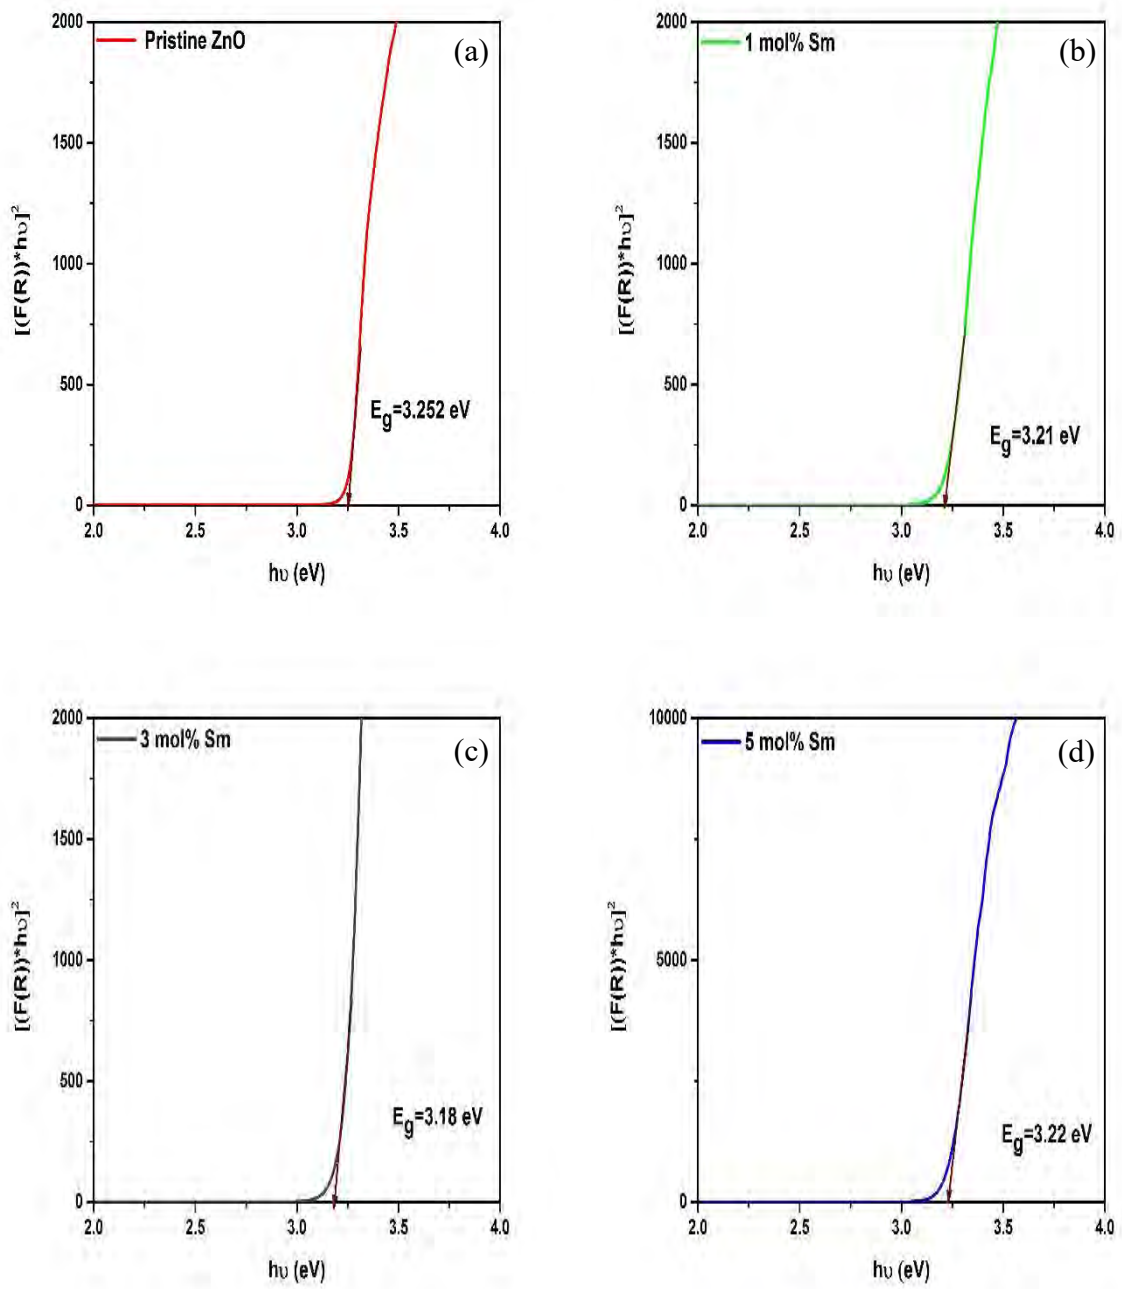 Pristine ZnO
(a)
2000
1500
1000
500
0
[(F(R))*hυ]²
E_g=3.252 eV
2.0 2.5 3.0 3.5 4.0
hυ (eV)
1 mol% Sm
(b)
2000
1500
1000
500
0
[(F(R))*hυ]²
E_g=3.21 eV
2.0 2.5 3.0 3.5 4.0
hυ (eV)
3 mol% Sm
(c)
2000
1500
1000
500
0
[(F(R))*hυ]²
E_g=3.18 eV
2.0 2.5 3.0 3.5 4.0
hυ (eV)
5 mol% Sm
(d)
10000
5000
0
[(F(R))*hυ]²
E_g=3.22 eV
2.0 2.5 3.0 3.5 4.0
hυ (eV)